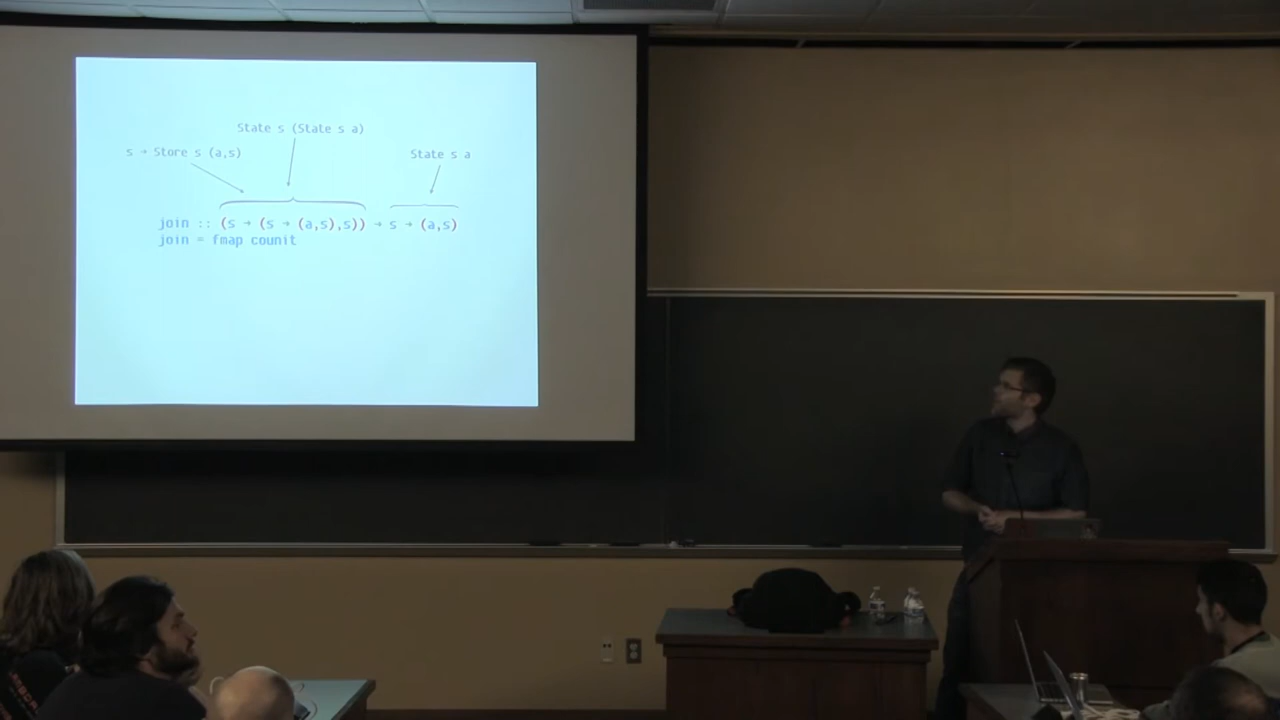 State s (State s a)
s → Store s (a,s)
State s a
join :: (s → (s → (a,s),s)) → s → (a,s)
join = fmap counit